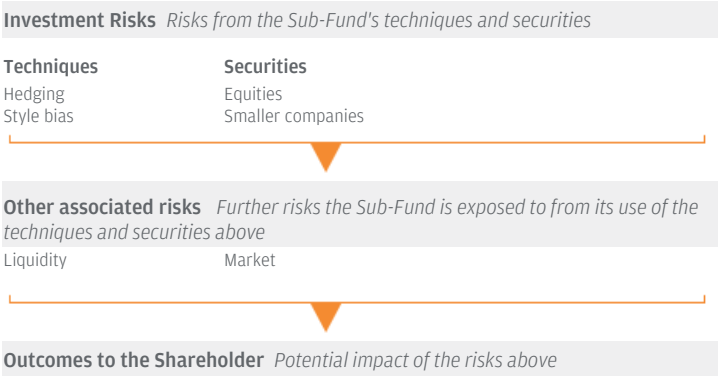 Investment Risks Risks from the Sub-Fund's techniques and securities
Techniques Securities
Hedging Equities
Style bias Smaller companies
Other associated risks Further risks the Sub-Fund is exposed to from its use of the
techniques and securities above
Liquidity Market
Outcomes to the Shareholder Potential impact of the risks above